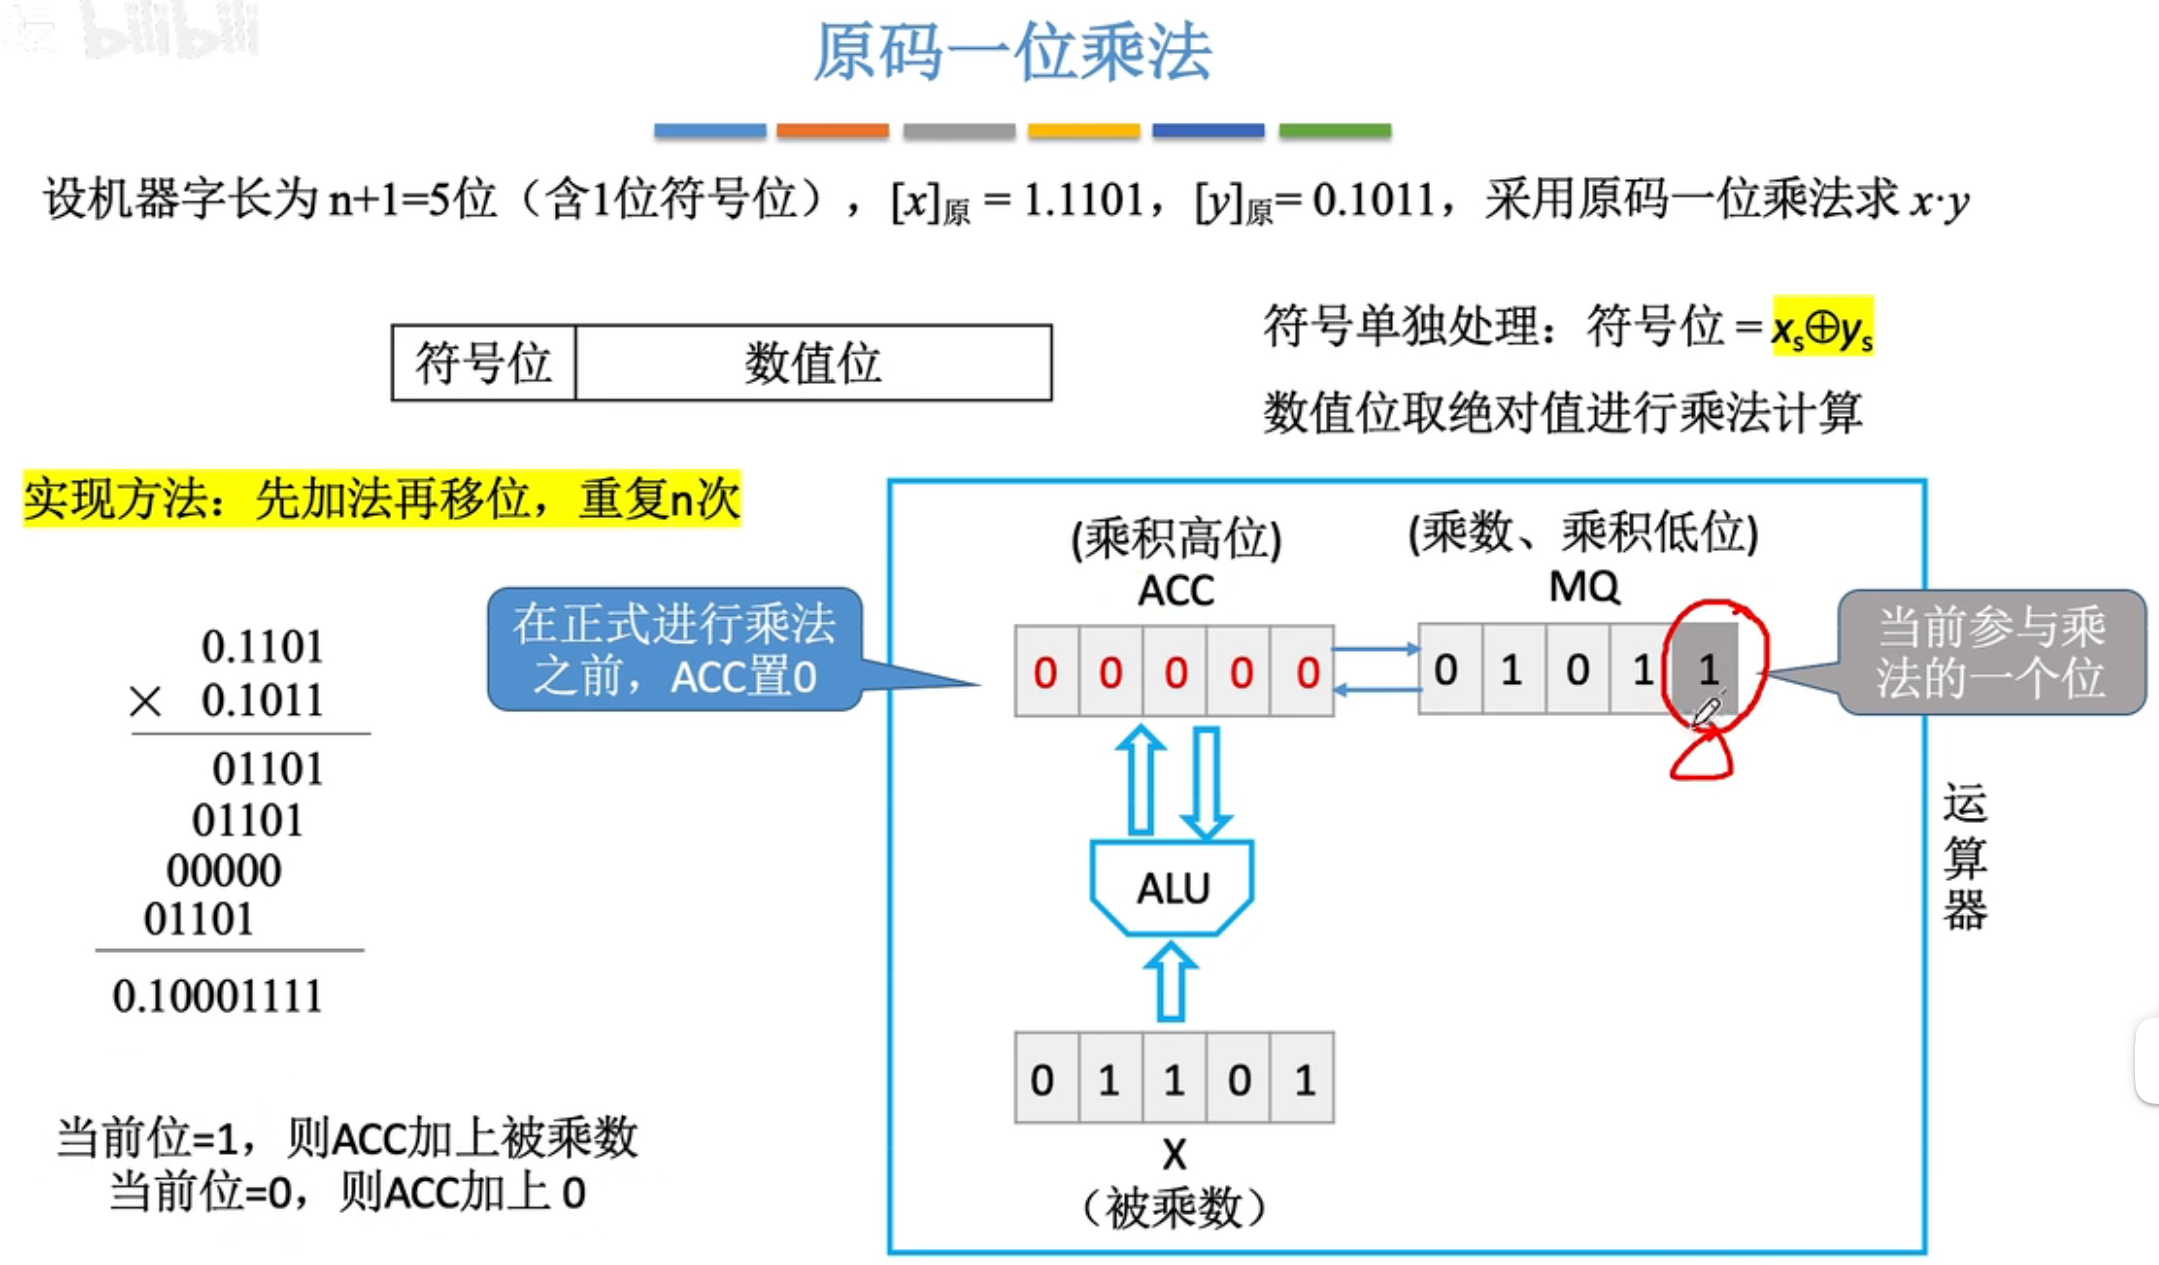 bilibili
原码一位乘法
设机器字长为 n+1=5位（含1位符号位），[x]原 = 1.1101，[y]原= 0.1011，采用原码一位乘法求 x·y
符号位 数值位
符号单独处理：符号位 = xs⊕ys
数值位取绝对值进行乘法计算
实现方法：先加法再移位，重复n次
0.1101
× 0.1011
01101
01101
00000
01101
0.10001111
当前位=1，则ACC加上被乘数
当前位=0，则ACC加上 0
在正式进行乘法
之前，ACC置0
(乘积高位)
ACC
0 0 0 0 0
(乘数、乘积低位)
MQ
0 1 0 1 1
当前参与乘
法的一个位
ALU
0 1 1 0 1
X
（被乘数）
运
算
器